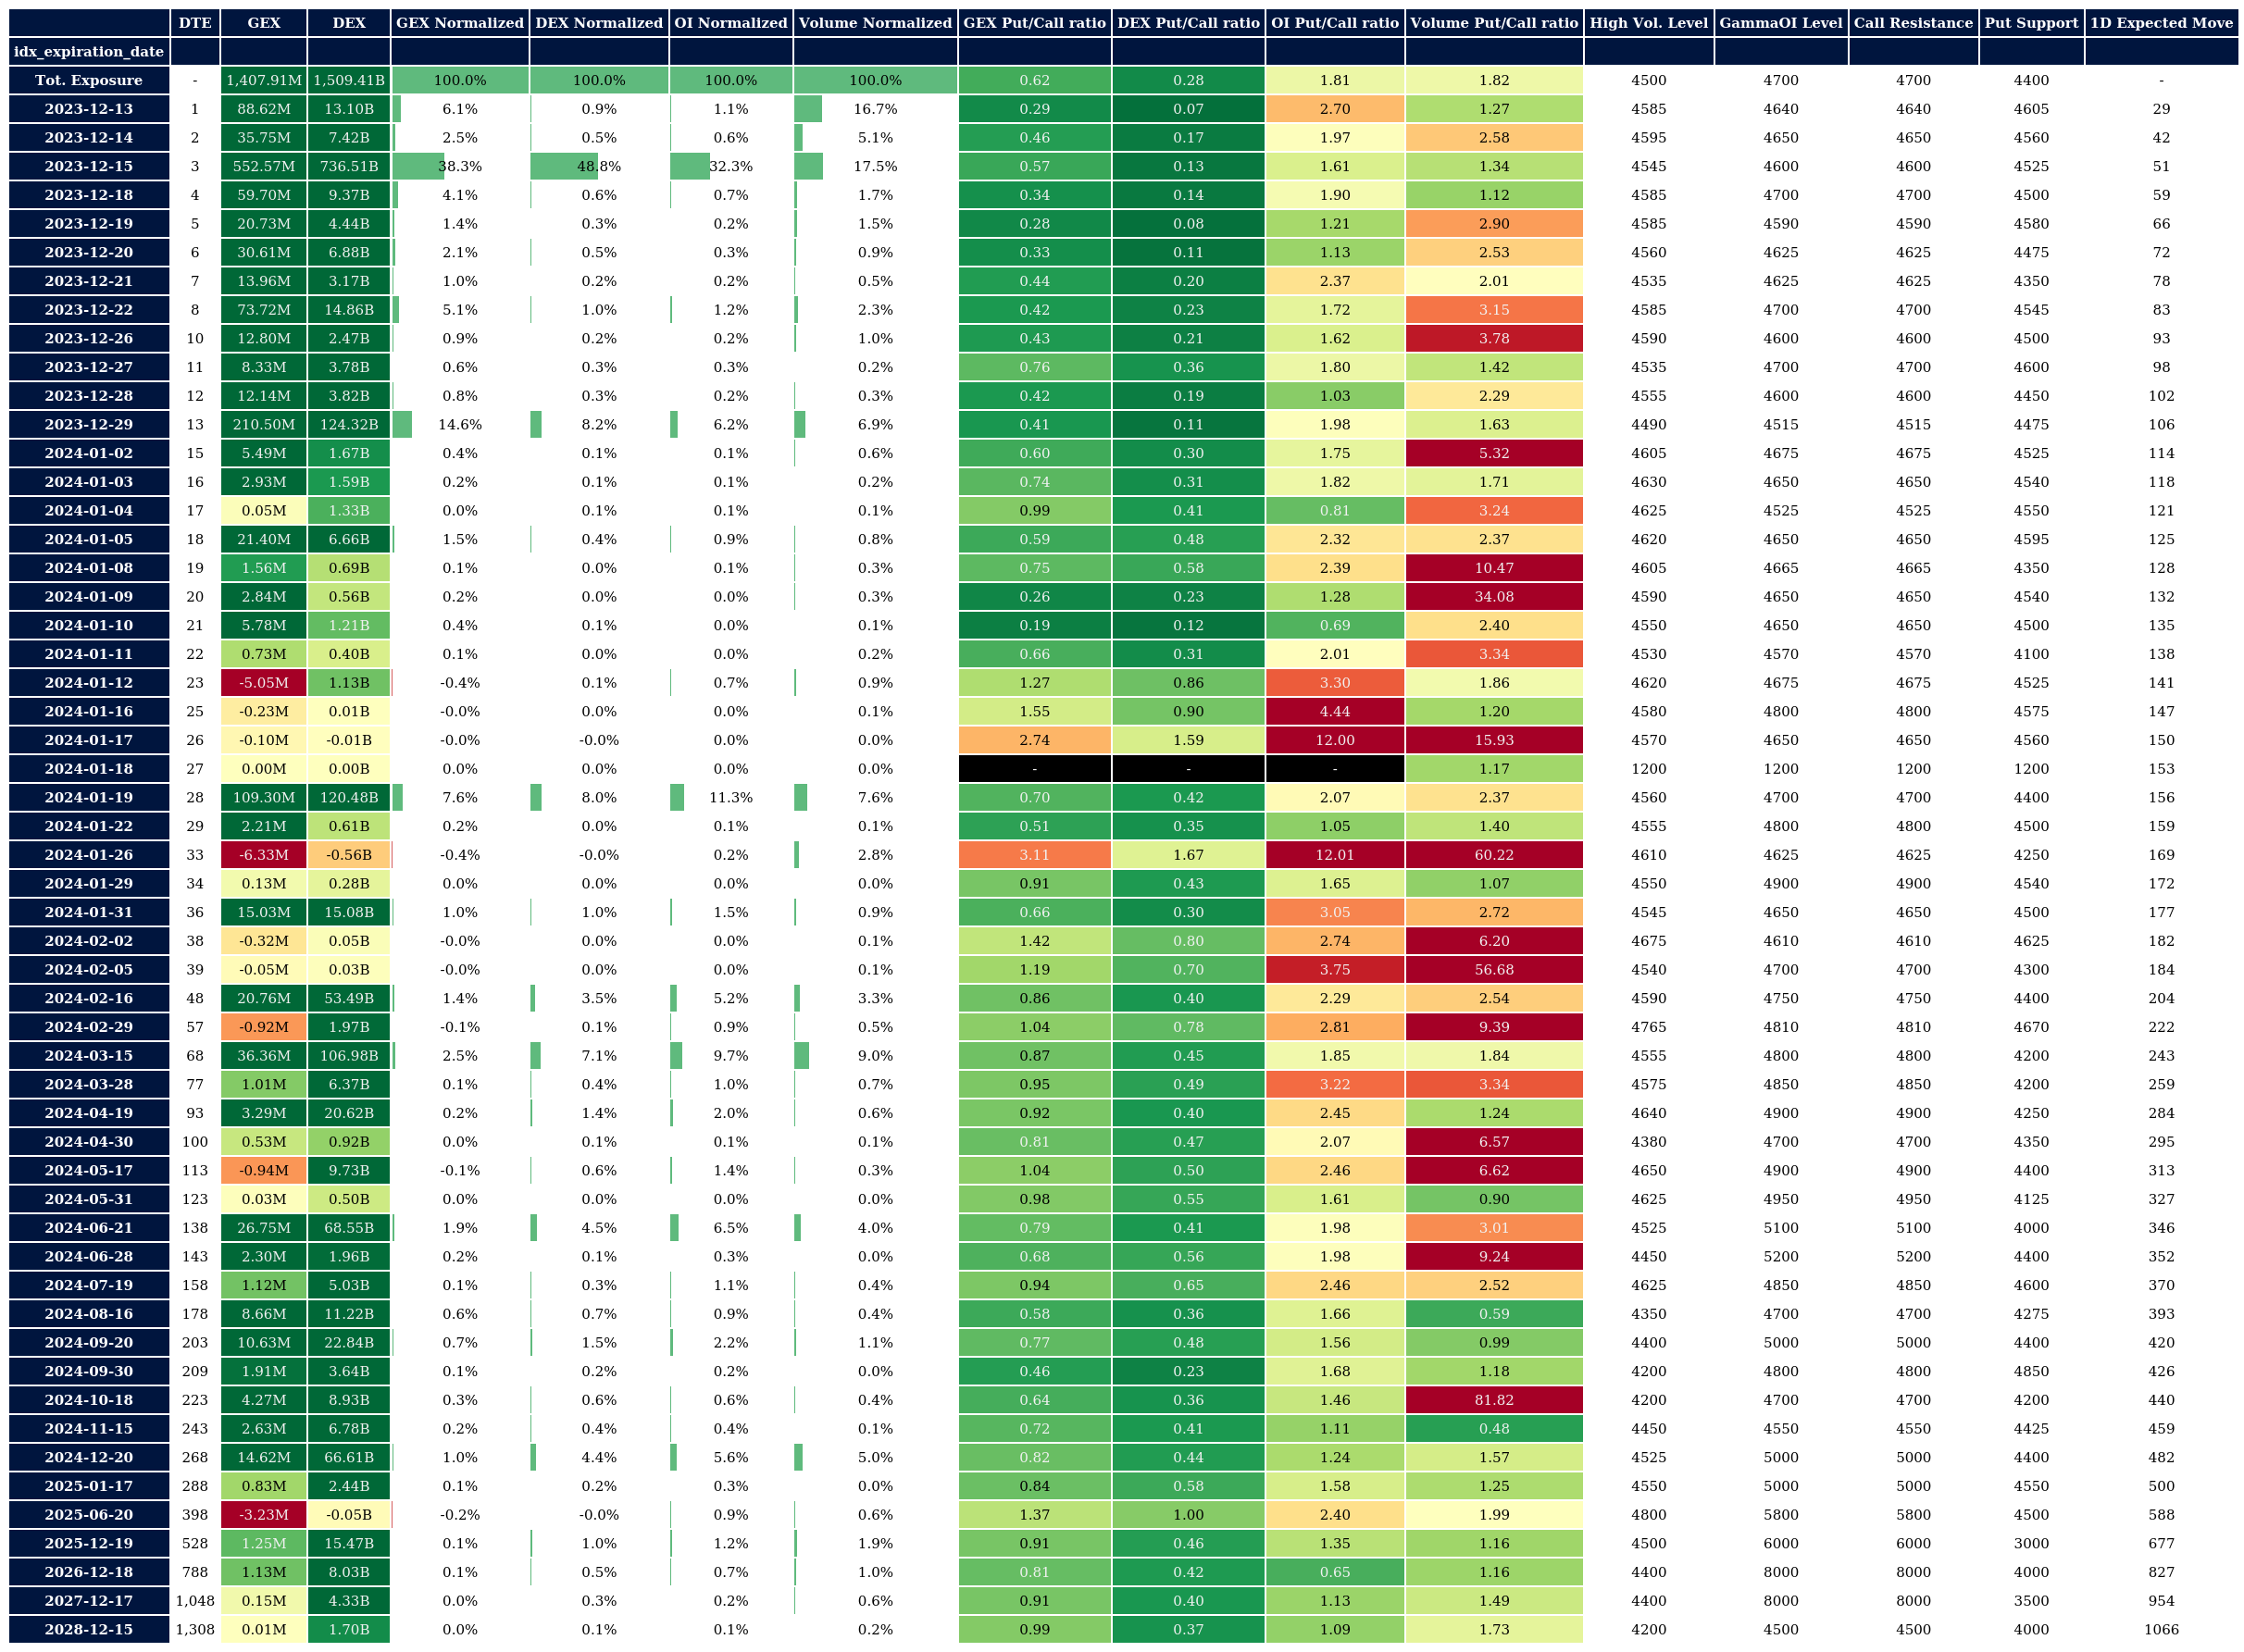 DTE GEX DEX GEX Normalized DEX Normalized OI Normalized Volume Normalized GEX Put/Call ratio DEX Put/Call ratio OI Put/Call ratio Volume Put/Call ratio High Vol. Level GammaOI Level Call Resistance Put Support 1D Expected Move
idx_expiration_date
Tot. Exposure - 1,407.91M 1,509.41B 100.0% 100.0% 100.0% 100.0% 0.62 0.28 1.81 1.82 4500 4700 4700 4400 -
2023-12-13 1 88.62M 13.10B 6.1% 0.9% 1.1% 16.7% 0.29 0.07 2.70 1.27 4585 4640 4640 4605 29
2023-12-14 2 35.75M 7.42B 2.5% 0.5% 0.6% 5.1% 0.46 0.17 1.97 2.58 4595 4650 4650 4560 42
2023-12-15 3 552.57M 736.51B 38.3% 48.8% 32.3% 17.5% 0.57 0.13 1.61 1.34 4545 4600 4600 4525 51
2023-12-18 4 59.70M 9.37B 4.1% 0.6% 0.7% 1.7% 0.34 0.14 1.90 1.12 4585 4700 4700 4500 59
2023-12-19 5 20.73M 4.44B 1.4% 0.3% 0.2% 1.5% 0.28 0.08 1.21 2.90 4585 4590 4590 4580 66
2023-12-20 6 30.61M 6.88B 2.1% 0.5% 0.3% 0.9% 0.33 0.11 1.13 2.53 4560 4625 4625 4475 72
2023-12-21 7 13.96M 3.17B 1.0% 0.2% 0.2% 0.5% 0.44 0.20 2.37 2.01 4535 4625 4625 4350 78
2023-12-22 8 73.72M 14.86B 5.1% 1.0% 1.2% 2.3% 0.42 0.23 1.72 3.15 4585 4700 4700 4545 83
2023-12-26 10 12.80M 2.47B 0.9% 0.2% 0.2% 1.0% 0.43 0.21 1.62 3.78 4590 4600 4600 4500 93
2023-12-27 11 8.33M 3.78B 0.6% 0.3% 0.3% 0.2% 0.76 0.36 1.80 1.42 4535 4700 4700 4600 98
2023-12-28 12 12.14M 3.82B 0.8% 0.3% 0.2% 0.3% 0.42 0.19 1.03 2.29 4555 4600 4600 4450 102
2023-12-29 13 210.50M 124.32B 14.6% 8.2% 6.2% 6.9% 0.41 0.11 1.98 1.63 4490 4515 4515 4475 106
2024-01-02 15 5.49M 1.67B 0.4% 0.1% 0.1% 0.6% 0.60 0.30 1.75 5.32 4605 4675 4675 4525 114
2024-01-03 16 2.93M 1.59B 0.2% 0.1% 0.1% 0.2% 0.74 0.31 1.82 1.71 4630 4650 4650 4540 118
2024-01-04 17 0.05M 1.33B 0.0% 0.1% 0.1% 0.1% 0.99 0.41 0.81 3.24 4625 4525 4525 4550 121
2024-01-05 18 21.40M 6.66B 1.5% 0.4% 0.9% 0.8% 0.59 0.48 2.32 2.37 4620 4650 4650 4595 125
2024-01-08 19 1.56M 0.69B 0.1% 0.0% 0.1% 0.3% 0.75 0.58 2.39 10.47 4605 4665 4665 4350 128
2024-01-09 20 2.84M 0.56B 0.2% 0.0% 0.0% 0.3% 0.26 0.23 1.28 34.08 4590 4650 4650 4540 132
2024-01-10 21 5.78M 1.21B 0.4% 0.1% 0.0% 0.1% 0.19 0.12 0.69 2.40 4550 4650 4650 4500 135
2024-01-11 22 0.73M 0.40B 0.1% 0.0% 0.0% 0.2% 0.66 0.31 2.01 3.34 4530 4570 4570 4100 138
2024-01-12 23 -5.05M 1.13B -0.4% 0.1% 0.7% 0.9% 1.27 0.86 3.30 1.86 4620 4675 4675 4525 141
2024-01-16 25 -0.23M 0.01B -0.0% 0.0% 0.0% 0.1% 1.55 0.90 4.44 1.20 4580 4800 4800 4575 147
2024-01-17 26 -0.10M -0.01B -0.0% -0.0% 0.0% 0.0% 2.74 1.59 12.00 15.93 4570 4650 4650 4560 150
2024-01-18 27 0.00M 0.00B 0.0% 0.0% 0.0% 0.0% - - - 1.17 1200 1200 1200 1200 153
2024-01-19 28 109.30M 120.48B 7.6% 8.0% 11.3% 7.6% 0.70 0.42 2.07 2.37 4560 4700 4700 4400 156
2024-01-22 29 2.21M 0.61B 0.2% 0.0% 0.1% 0.1% 0.51 0.35 1.05 1.40 4555 4800 4800 4500 159
2024-01-26 33 -6.33M -0.56B -0.4% -0.0% 0.2% 2.8% 3.11 1.67 12.01 60.22 4610 4625 4625 4250 169
2024-01-29 34 0.13M 0.28B 0.0% 0.0% 0.0% 0.0% 0.91 0.43 1.65 1.07 4550 4900 4900 4540 172
2024-01-31 36 15.03M 15.08B 1.0% 1.0% 1.5% 0.9% 0.66 0.30 3.05 2.72 4545 4650 4650 4500 177
2024-02-02 38 -0.32M 0.05B -0.0% 0.0% 0.0% 0.1% 1.42 0.80 2.74 6.20 4675 4610 4610 4625 182
2024-02-05 39 -0.05M 0.03B -0.0% 0.0% 0.0% 0.1% 1.19 0.70 3.75 56.68 4540 4700 4700 4300 184
2024-02-16 48 20.76M 53.49B 1.4% 3.5% 5.2% 3.3% 0.86 0.40 2.29 2.54 4590 4750 4750 4400 204
2024-02-29 57 -0.92M 1.97B -0.1% 0.1% 0.9% 0.5% 1.04 0.78 2.81 9.39 4765 4810 4810 4670 222
2024-03-15 68 36.36M 106.98B 2.5% 7.1% 9.7% 9.0% 0.87 0.45 1.85 1.84 4555 4800 4800 4200 243
2024-03-28 77 1.01M 6.37B 0.1% 0.4% 1.0% 0.7% 0.95 0.49 3.22 3.34 4575 4850 4850 4200 259
2024-04-19 93 3.29M 20.62B 0.2% 1.4% 2.0% 0.6% 0.92 0.40 2.45 1.24 4640 4900 4900 4250 284
2024-04-30 100 0.53M 0.92B 0.0% 0.1% 0.1% 0.1% 0.81 0.47 2.07 6.57 4380 4700 4700 4350 295
2024-05-17 113 -0.94M 9.73B -0.1% 0.6% 1.4% 0.3% 1.04 0.50 2.46 6.62 4650 4900 4900 4400 313
2024-05-31 123 0.03M 0.50B 0.0% 0.0% 0.0% 0.0% 0.98 0.55 1.61 0.90 4625 4950 4950 4125 327
2024-06-21 138 26.75M 68.55B 1.9% 4.5% 6.5% 4.0% 0.79 0.41 1.98 3.01 4525 5100 5100 4000 346
2024-06-28 143 2.30M 1.96B 0.2% 0.1% 0.3% 0.0% 0.68 0.56 1.98 9.24 4450 5200 5200 4400 352
2024-07-19 158 1.12M 5.03B 0.1% 0.3% 1.1% 0.4% 0.94 0.65 2.46 2.52 4625 4850 4850 4600 370
2024-08-16 178 8.66M 11.22B 0.6% 0.7% 0.9% 0.4% 0.58 0.36 1.66 0.59 4350 4700 4700 4275 393
2024-09-20 203 10.63M 22.84B 0.7% 1.5% 2.2% 1.1% 0.77 0.48 1.56 0.99 4400 5000 5000 4400 420
2024-09-30 209 1.91M 3.64B 0.1% 0.2% 0.2% 0.0% 0.46 0.23 1.68 1.18 4200 4800 4800 4850 426
2024-10-18 223 4.27M 8.93B 0.3% 0.6% 0.6% 0.4% 0.64 0.36 1.46 81.82 4200 4700 4700 4200 440
2024-11-15 243 2.63M 6.78B 0.2% 0.4% 0.4% 0.1% 0.72 0.41 1.11 0.48 4450 4550 4550 4425 459
2024-12-20 268 14.62M 66.61B 1.0% 4.4% 5.6% 5.0% 0.82 0.44 1.24 1.57 4525 5000 5000 4400 482
2025-01-17 288 0.83M 2.44B 0.1% 0.2% 0.3% 0.0% 0.84 0.58 1.58 1.25 4550 5000 5000 4550 500
2025-06-20 398 -3.23M -0.05B -0.2% -0.0% 0.9% 0.6% 1.37 1.00 2.40 1.99 4800 5800 5800 4500 588
2025-12-19 528 1.25M 15.47B 0.1% 1.0% 1.2% 1.9% 0.91 0.46 1.35 1.16 4500 6000 6000 3000 677
2026-12-18 788 1.13M 8.03B 0.1% 0.5% 0.7% 1.0% 0.81 0.42 0.65 1.16 4400 8000 8000 4000 827
2027-12-17 1,048 0.15M 4.33B 0.0% 0.3% 0.2% 0.6% 0.91 0.40 1.13 1.49 4400 8000 8000 3500 954
2028-12-15 1,308 0.01M 1.70B 0.0% 0.1% 0.1% 0.2% 0.99 0.37 1.09 1.73 4200 4500 4500 4000 1066